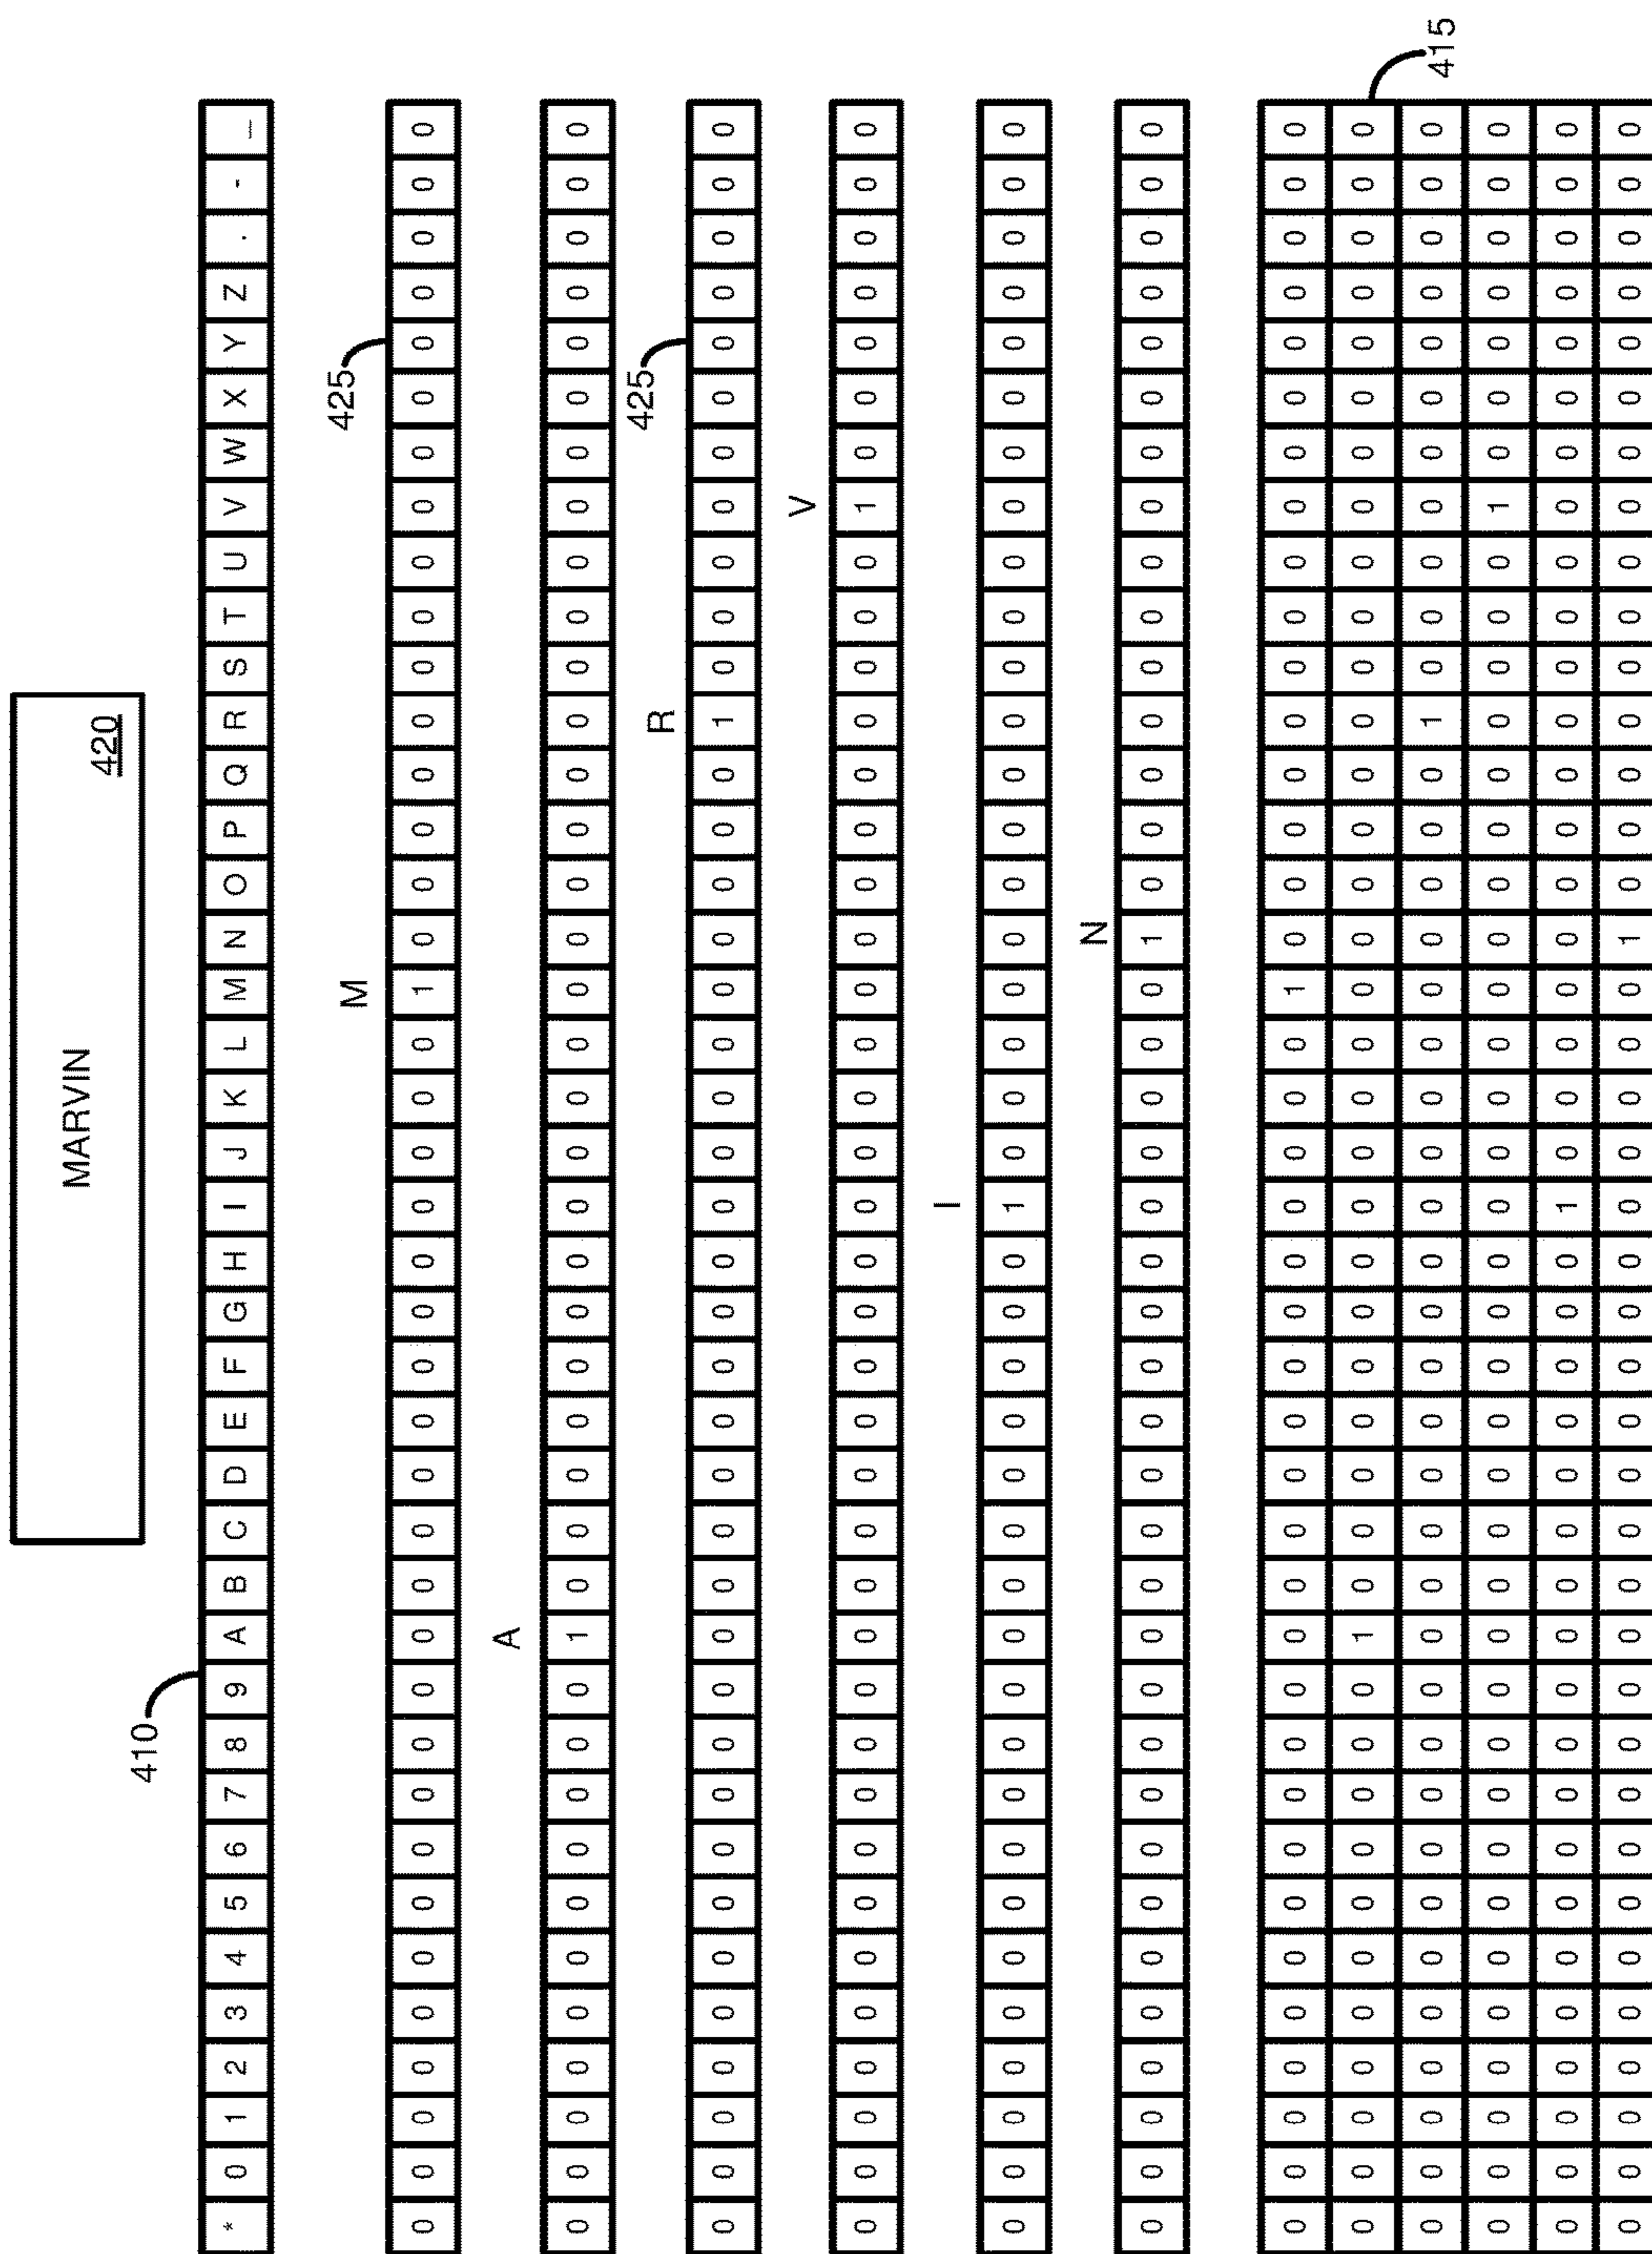 MARVIN
420
410
* 0 1 2 3 4 5 6 7 8 9 A B C D E F G H I J K L M N O P Q R S T U V W X Y Z . - _
M
425
0 0 0 0 0 0 0 0 0 0 0 0 0 0 0 0 0 0 0 0 0 0 0 1 0 0 0 0 0 0 0 0 0 0 0 0 0 0 0 0
A
0 0 0 0 0 0 0 0 0 0 0 1 0 0 0 0 0 0 0 0 0 0 0 0 0 0 0 0 0 0 0 0 0 0 0 0 0 0 0 0
R
425
0 0 0 0 0 0 0 0 0 0 0 0 0 0 0 0 0 0 0 0 0 0 0 0 0 0 0 0 1 0 0 0 0 0 0 0 0 0 0 0
V
0 0 0 0 0 0 0 0 0 0 0 0 0 0 0 0 0 0 0 0 0 0 0 0 0 0 0 0 0 0 0 0 1 0 0 0 0 0 0 0
I
0 0 0 0 0 0 0 0 0 0 0 0 0 0 0 0 0 0 0 1 0 0 0 0 0 0 0 0 0 0 0 0 0 0 0 0 0 0 0 0
N
0 0 0 0 0 0 0 0 0 0 0 0 0 0 0 0 0 0 0 0 0 0 0 0 1 0 0 0 0 0 0 0 0 0 0 0 0 0 0 0
0 0 0 0 0 0 0 0 0 0 0 0 0 0 0 0 0 0 0 0 0 0 0 1 0 0 0 0 0 0 0 0 0 0 0 0 0 0 0 0
0 0 0 0 0 0 0 0 0 0 0 1 0 0 0 0 0 0 0 0 0 0 0 0 0 0 0 0 0 0 0 0 0 0 0 0 0 0 0 0
415
0 0 0 0 0 0 0 0 0 0 0 0 0 0 0 0 0 0 0 0 0 0 0 0 0 0 0 0 1 0 0 0 0 0 0 0 0 0 0 0
0 0 0 0 0 0 0 0 0 0 0 0 0 0 0 0 0 0 0 0 0 0 0 0 0 0 0 0 0 0 0 0 1 0 0 0 0 0 0 0
0 0 0 0 0 0 0 0 0 0 0 0 0 0 0 0 0 0 0 1 0 0 0 0 0 0 0 0 0 0 0 0 0 0 0 0 0 0 0 0
0 0 0 0 0 0 0 0 0 0 0 0 0 0 0 0 0 0 0 0 0 0 0 0 1 0 0 0 0 0 0 0 0 0 0 0 0 0 0 0